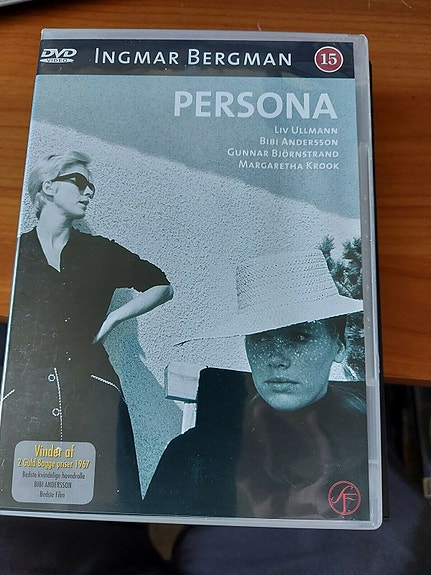 DVD
VIDEO
INGMAR BERGMAN
15
PERSONA
LIV ULLMANN
BIBI ANDERSSON
GUNNAR BJÖRNSTRAND
MARGARETHA KROOK
Vinder af
2 Guld Bagge priser 1967
Bedste kvindelige hovedrolle
BIBI ANDERSSON
Bedste Film
SF